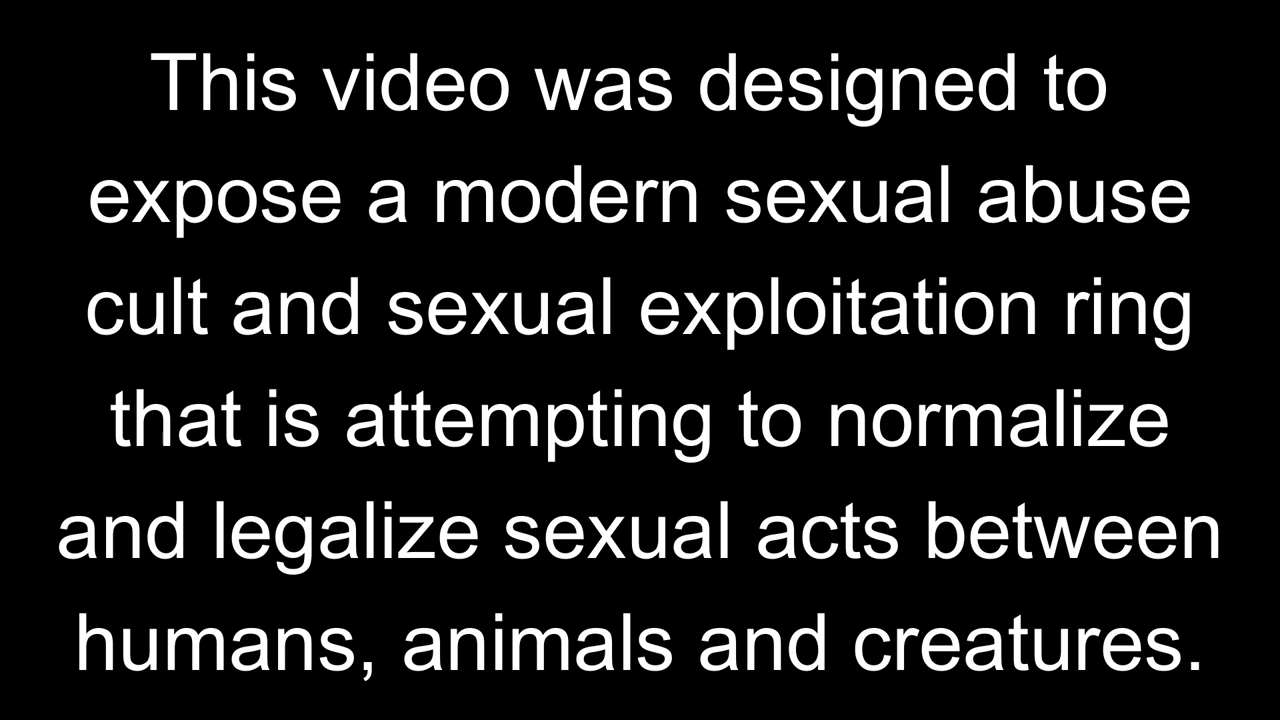 This video was designed to
expose a modern sexual abuse
cult and sexual exploitation ring
that is attempting to normalize
and legalize sexual acts between
humans, animals and creatures.